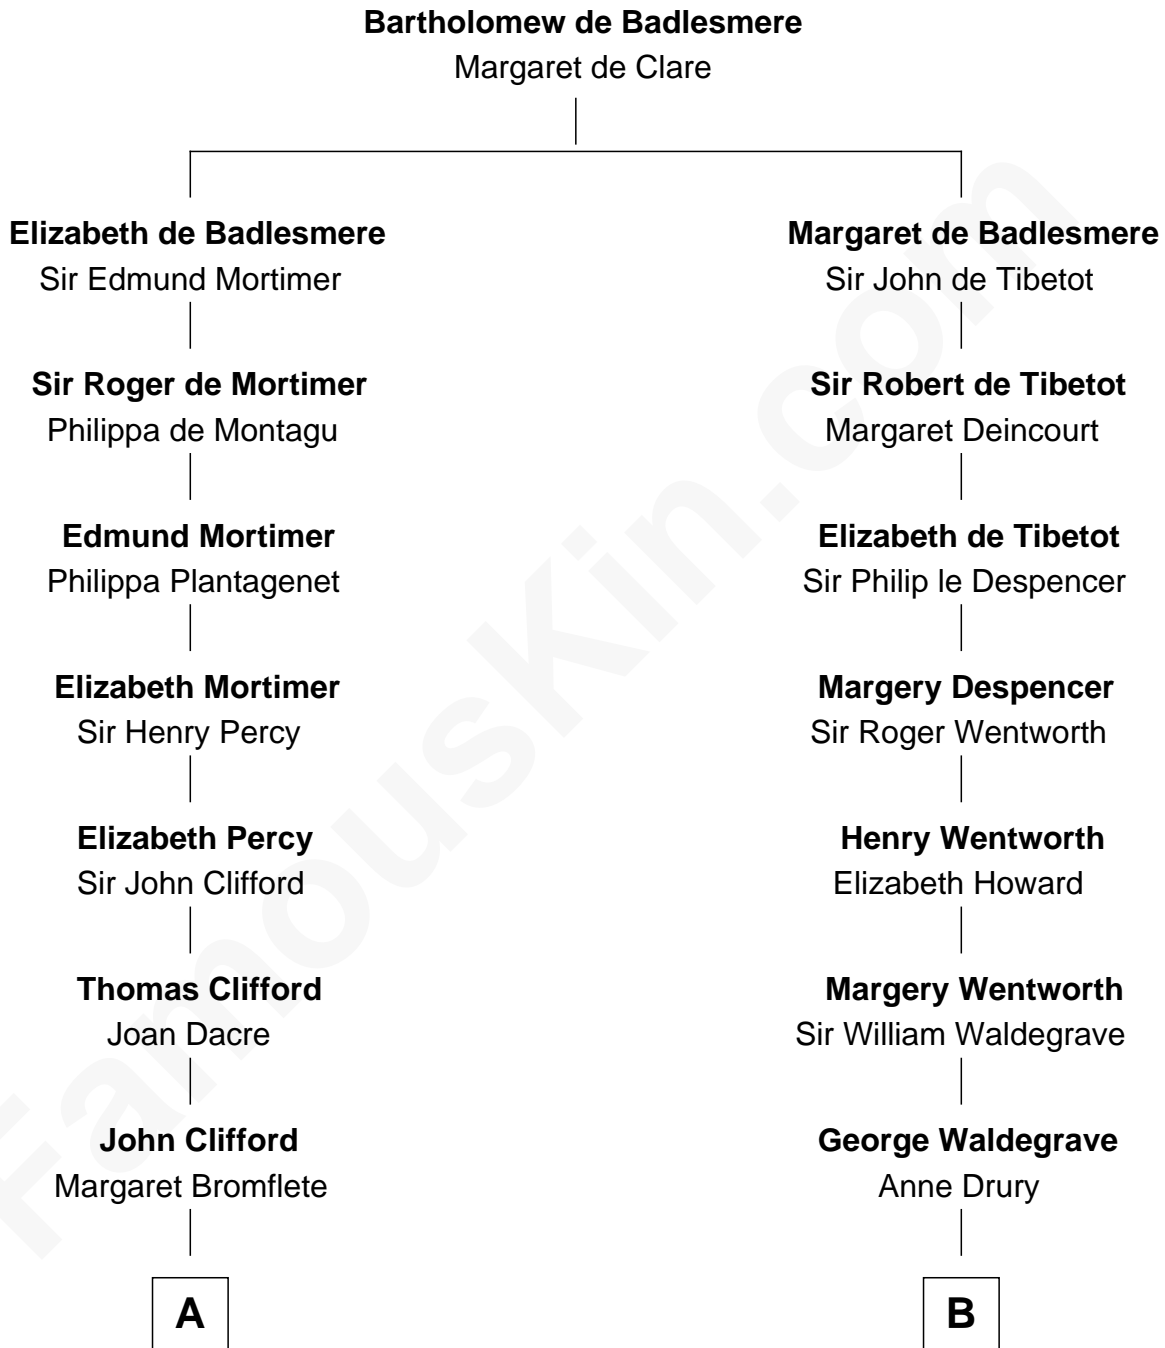 Bartholomew de Badlesmere
Margaret de Clare
Elizabeth de Badlesmere
Sir Edmund Mortimer
Margaret de Badlesmere
Sir John de Tibetot
Sir Roger de Mortimer
Philippa de Montagu
Sir Robert de Tibetot
Margaret Deincourt
Edmund Mortimer
Philippa Plantagenet
Elizabeth de Tibetot
Sir Philip le Despencer
Elizabeth Mortimer
Sir Henry Percy
Margery Despencer
Sir Roger Wentworth
Elizabeth Percy
Sir John Clifford
Henry Wentworth
Elizabeth Howard
Thomas Clifford
Joan Dacre
Margery Wentworth
Sir William Waldegrave
John Clifford
Margaret Bromflete
George Waldegrave
Anne Drury
A
B
FamousKin.com